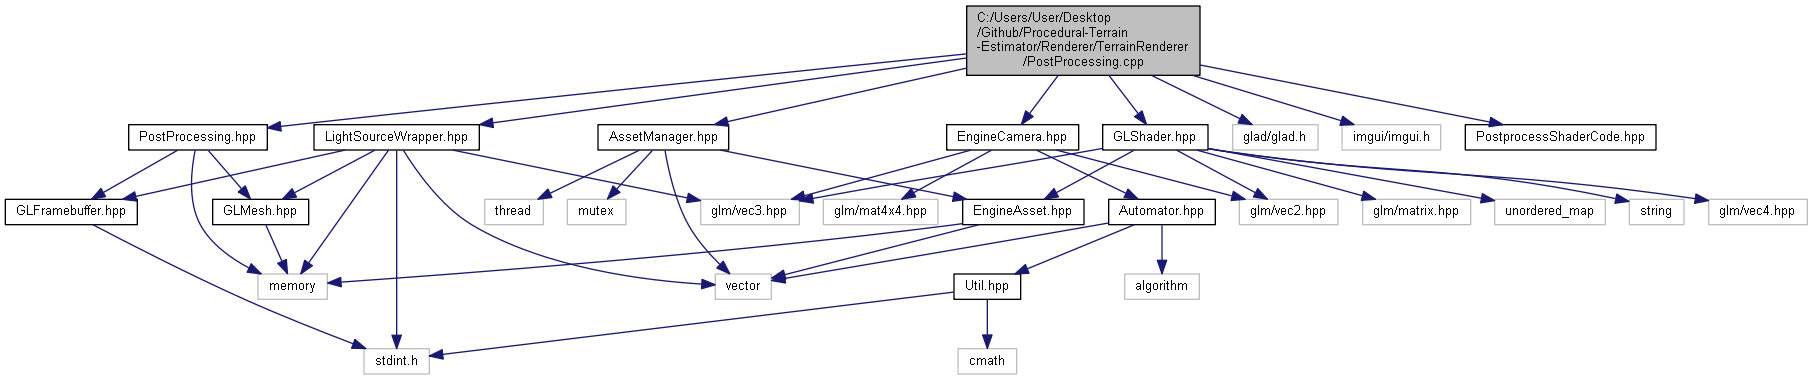 C:/Users/User/Desktop
/Github/Procedural-Terrain
-Estimator/Renderer/TerrainRenderer
/PostProcessing.cpp
PostProcessing.hpp
LightSourceWrapper.hpp
AssetManager.hpp
EngineCamera.hpp
GLShader.hpp
glad/glad.h
imgui/imgui.h
PostprocessShaderCode.hpp
GLFramebuffer.hpp
GLMesh.hpp
thread
mutex
glm/vec3.hpp
glm/mat4x4.hpp
EngineAsset.hpp
Automator.hpp
glm/vec2.hpp
glm/matrix.hpp
unordered_map
string
glm/vec4.hpp
memory
vector
Util.hpp
algorithm
stdint.h
cmath